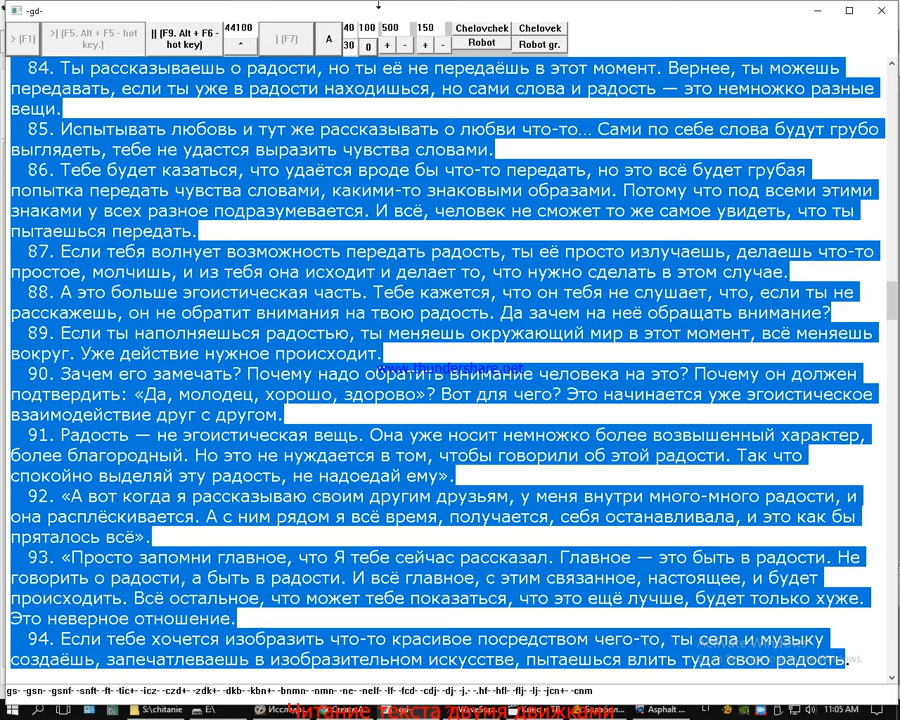 -gd-
> [F1]
>| [F5. Alt + F5 - hot key.]
|| (F9. Alt + F6 - hot key)
44100
^
| [F7]
A
40 100 500 150
30 0 + - + -
Chelovchek Chelovek
Robot Robot gr.
84. Ты рассказываешь о радости, но ты её не передаёшь в этот момент. Вернее, ты можешь
передавать, если ты уже в радости находишься, но сами слова и радость — это немножко разные
вещи.
85. Испытывать любовь и тут же рассказывать о любви что-то... Сами по себе слова будут грубо
выглядеть, тебе не удастся выразить чувства словами.
86. Тебе будет казаться, что удаётся вроде бы что-то передать, но это всё будет грубая
попытка передать чувства словами, какими-то знаковыми образами. Потому что под всеми этими
знаками у всех разное подразумевается. И всё, человек не сможет то же самое увидеть, что ты
пытаешься передать.
87. Если тебя волнует возможность передать радость, ты её просто излучаешь, делаешь что-то
простое, молчишь, и из тебя она исходит и делает то, что нужно сделать в этом случае.
88. А это больше эгоистическая часть. Тебе кажется, что он тебя не слушает, что, если ты не
расскажешь, он не обратит внимания на твою радость. Да зачем на неё обращать внимание?
89. Если ты наполняешься радостью, ты меняешь окружающий мир в этот момент, всё меняешь
вокруг. Уже действие нужное происходит.
www.thundershare.net
90. Зачем его замечать? Почему надо обратить внимание человека на это? Почему он должен
подтвердить: «Да, молодец, хорошо, здорово»? Вот для чего? Это начинается уже эгоистическое
взаимодействие друг с другом.
91. Радость — не эгоистическая вещь. Она уже носит немножко более возвышенный характер,
более благородный. Но это не нуждается в том, чтобы говорили об этой радости. Так что
спокойно выделяй эту радость, не надоедай ему».
92. «А вот когда я рассказываю своим другим друзьям, у меня внутри много-много радости, и
она расплёскивается. А с ним рядом я всё время, получается, себя останавливала, и это как бы
пряталось всё».
93. «Просто запомни главное, что Я тебе сейчас рассказал. Главное — это быть в радости. Не
говорить о радости, а быть в радости. И всё главное, с этим связанное, настоящее, и будет
происходить. Всё остальное, что может тебе показаться, что это ещё лучше, будет только хуже.
Это неверное отношение.
94. Если тебе хочется изобразить что-то красивое посредством чего-то, ты села и музыку
создаёшь, запечатлеваешь в изобразительном искусстве, пытаешься влить туда свою радость.
gs- -gsn- -gsnf- -snft- -ft- -tict- -icz- -czd+- -zdk+- -dkb- -kbn+- -bnmn- -nmn- -ne- -nelf- -lf- -fcd- -cdj- -dj- -j.- -.hf- -hfl- -flj- -lj- -jcn+- -cnm
S:\chitanie E:\ Asphalt ... LT 11:05 AM
Читание текста двумя движками